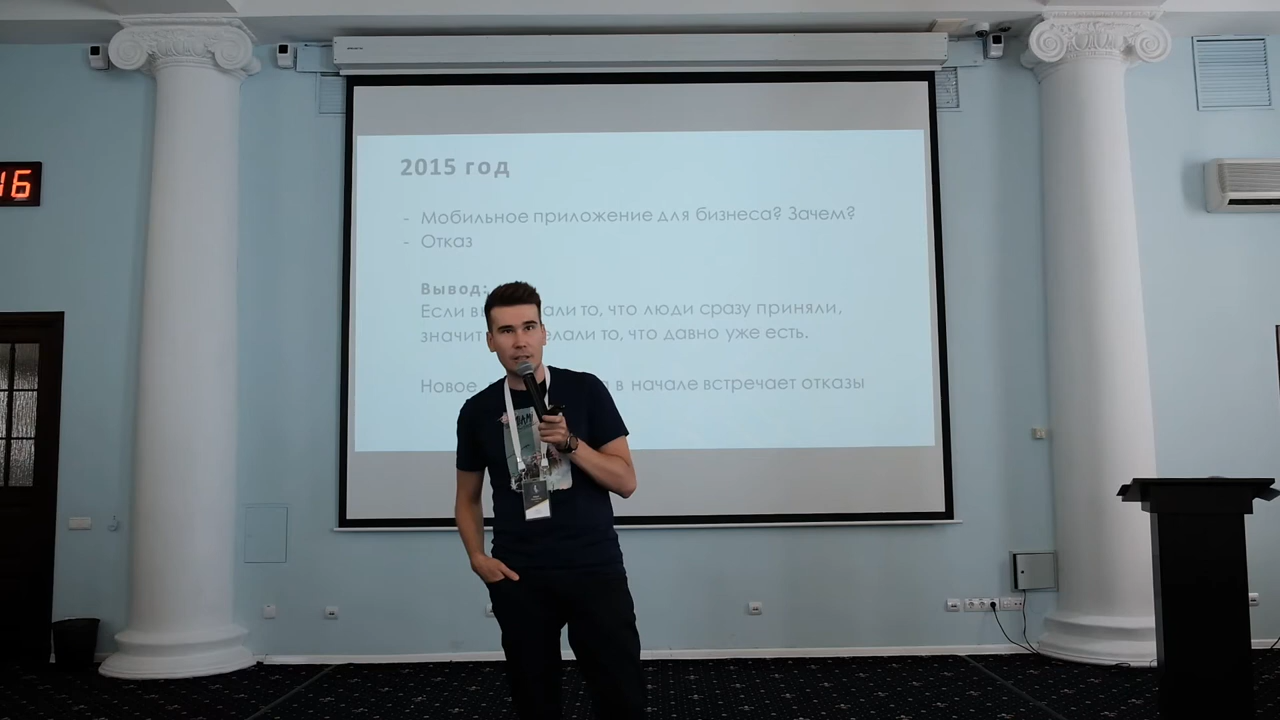 16
2015 год
- Мобильное приложение для бизнеса? Зачем?
- Отказ
Вывод:
Если али то, что люди сразу приняли,
значит елали то, что давно уже есть.
Новое а в начале встречает отказы